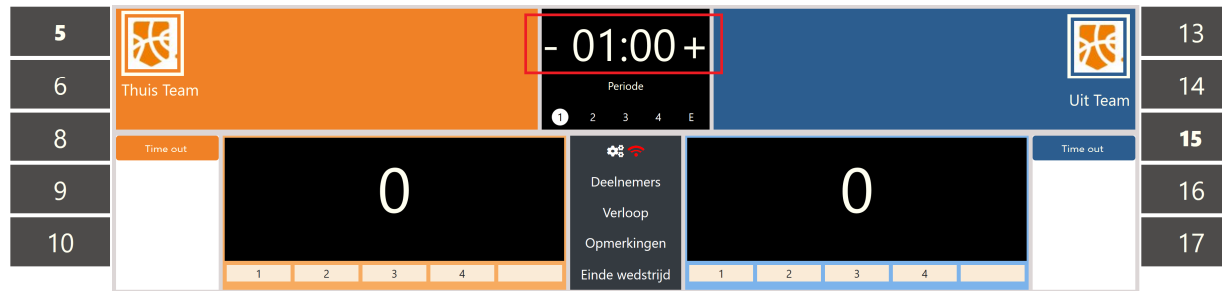 5
6
8
9
10
Thuis Team
- 01:00 +
Periode
1 2 3 4 E
Uit Team
Time out
0
1 2 3 4
Deelnemers
Verloop
Opmerkingen
Einde wedstrijd
0
1 2 3 4
Time out
13
14
15
16
17